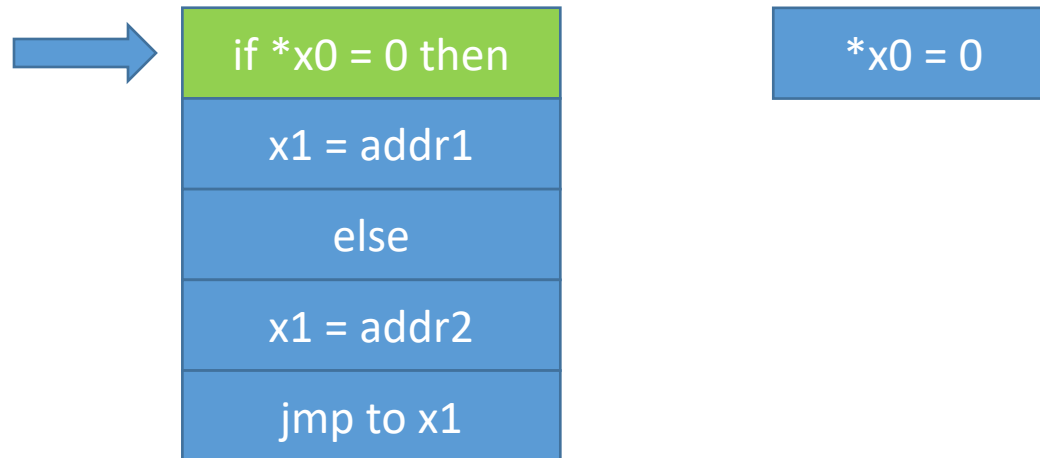 if *x0 = 0 then
*x0 = 0
x1 = addr1
else
x1 = addr2
jmp to x1